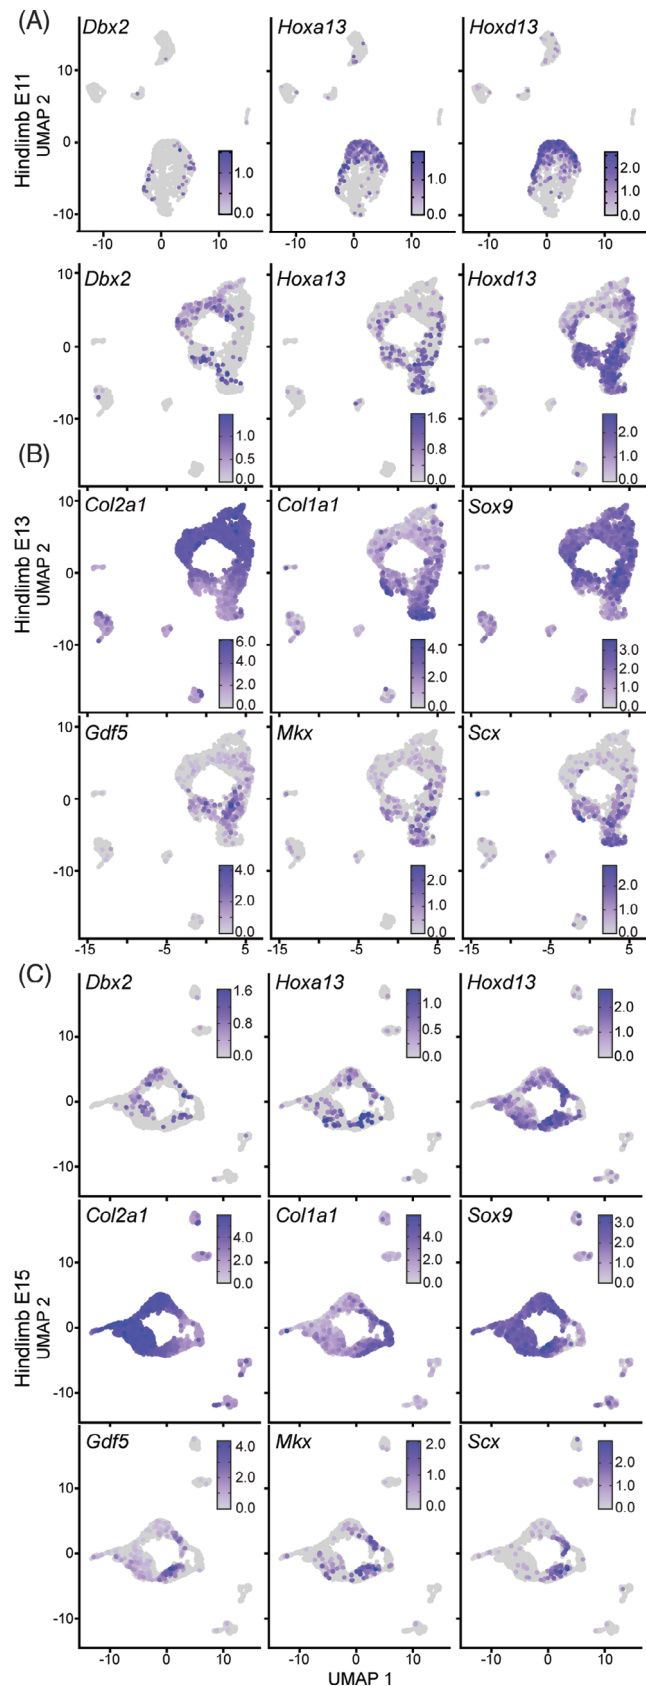 (A)
Dbx2 Hoxa13 Hoxd13
Hindlimb E11
UMAP 2
10
0
-10
1.0 1.0 2.0
0.0 0.0 1.0
0.0
-10 0 10 -10 0 10 -10 0 10
Dbx2 Hoxa13 Hoxd13
10
0
-10
1.0 1.6 2.0
0.0 0.8 1.0
0.0 0.0
(B)
Hindlimb E13
UMAP 2
Col2a1 Col1a1 Sox9
10
0
-10
6.0 4.0 3.0
4.0 2.0 2.0
2.0 0.0 1.0
0.0 0.0
Gdf5 Mkx Scx
10
0
-10
4.0 2.0 2.0
2.0 1.0 1.0
0.0 0.0 0.0
-15 -5 5 -15 -5 5 -15 -5 5
(C)
Dbx2 Hoxa13 Hoxd13
10
0
-10
1.6 1.0 2.0
0.8 0.5 1.0
0.0 0.0 0.0
Hindlimb E15
UMAP 2
Col2a1 Col1a1 Sox9
10
0
-10
4.0 4.0 3.0
2.0 2.0 2.0
0.0 0.0 1.0
0.0
Gdf5 Mkx Scx
10
0
-10
4.0 2.0 2.0
2.0 1.0 1.0
0.0 0.0 0.0
-10 0 10 -10 0 10 -10 0 10
UMAP 1